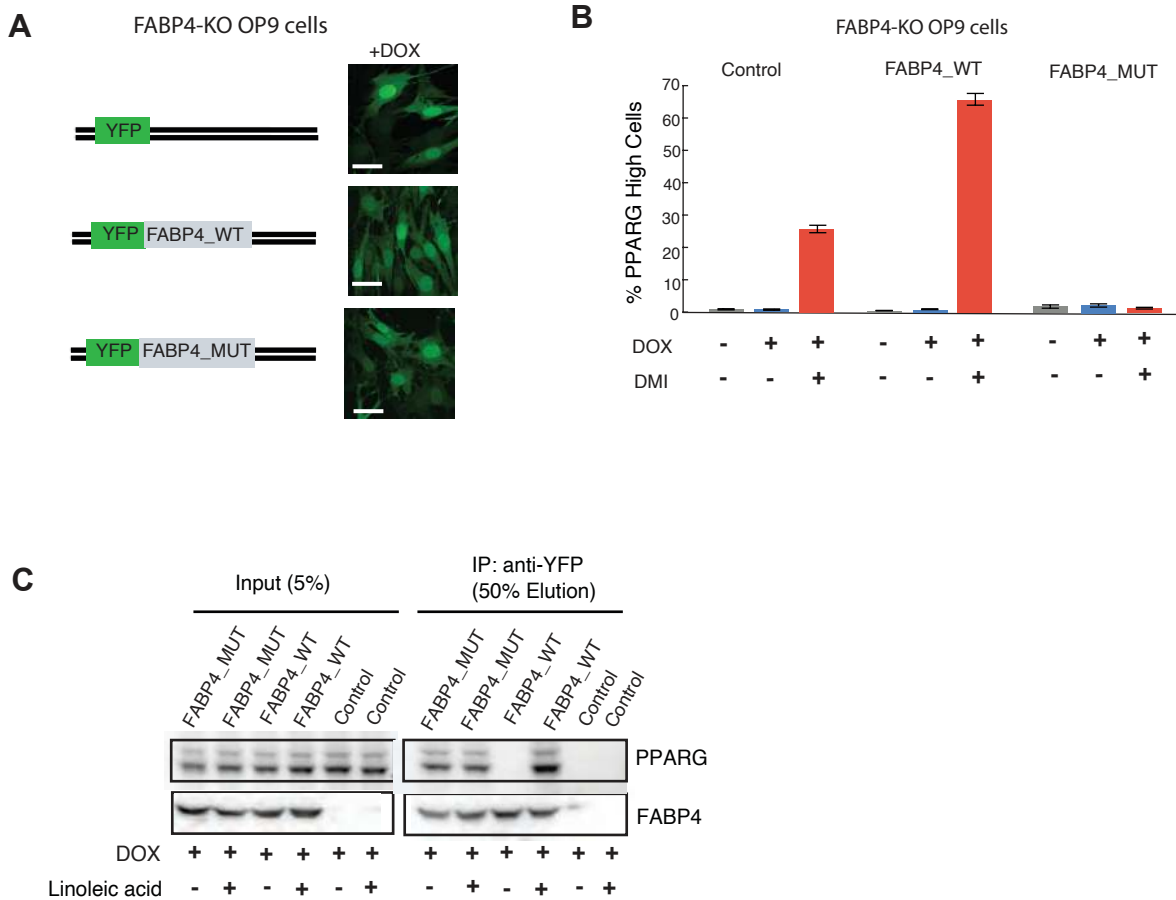 A
FABP4-KO OP9 cells
+DOX
YFP
YFP FABP4_WT
YFP FABP4_MUT
B
FABP4-KO OP9 cells
Control FABP4_WT FABP4_MUT
% PPARG High Cells
70
60
50
40
30
20
10
0
DOX - + + - + + - + +
DMI - - + - - + - - +
C
Input (5%)
IP: anti-YFP
(50% Elution)
FABP4_MUT FABP4_MUT FABP4_WT FABP4_WT Control Control
FABP4_MUT FABP4_MUT FABP4_WT FABP4_WT Control Control
PPARG
FABP4
DOX + + + + + + + + + + + +
Linoleic acid - + - + - + - + - + - +